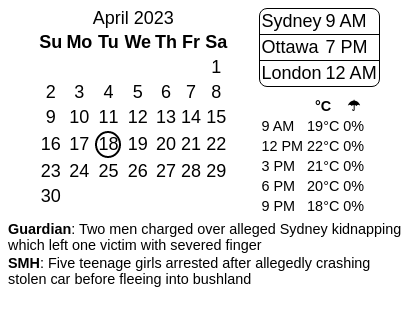 April 2023
Su Mo Tu We Th Fr Sa
1
2 3 4 5 6 7 8
9 10 11 12 13 14 15
16 17 18 19 20 21 22
23 24 25 26 27 28 29
30
Sydney 9 AM
Ottawa 7 PM
London 12 AM
°C ☂
9 AM 19°C 0%
12 PM 22°C 0%
3 PM 21°C 0%
6 PM 20°C 0%
9 PM 18°C 0%
Guardian: Two men charged over alleged Sydney kidnapping
which left one victim with severed finger
SMH: Five teenage girls arrested after allegedly crashing
stolen car before fleeing into bushland